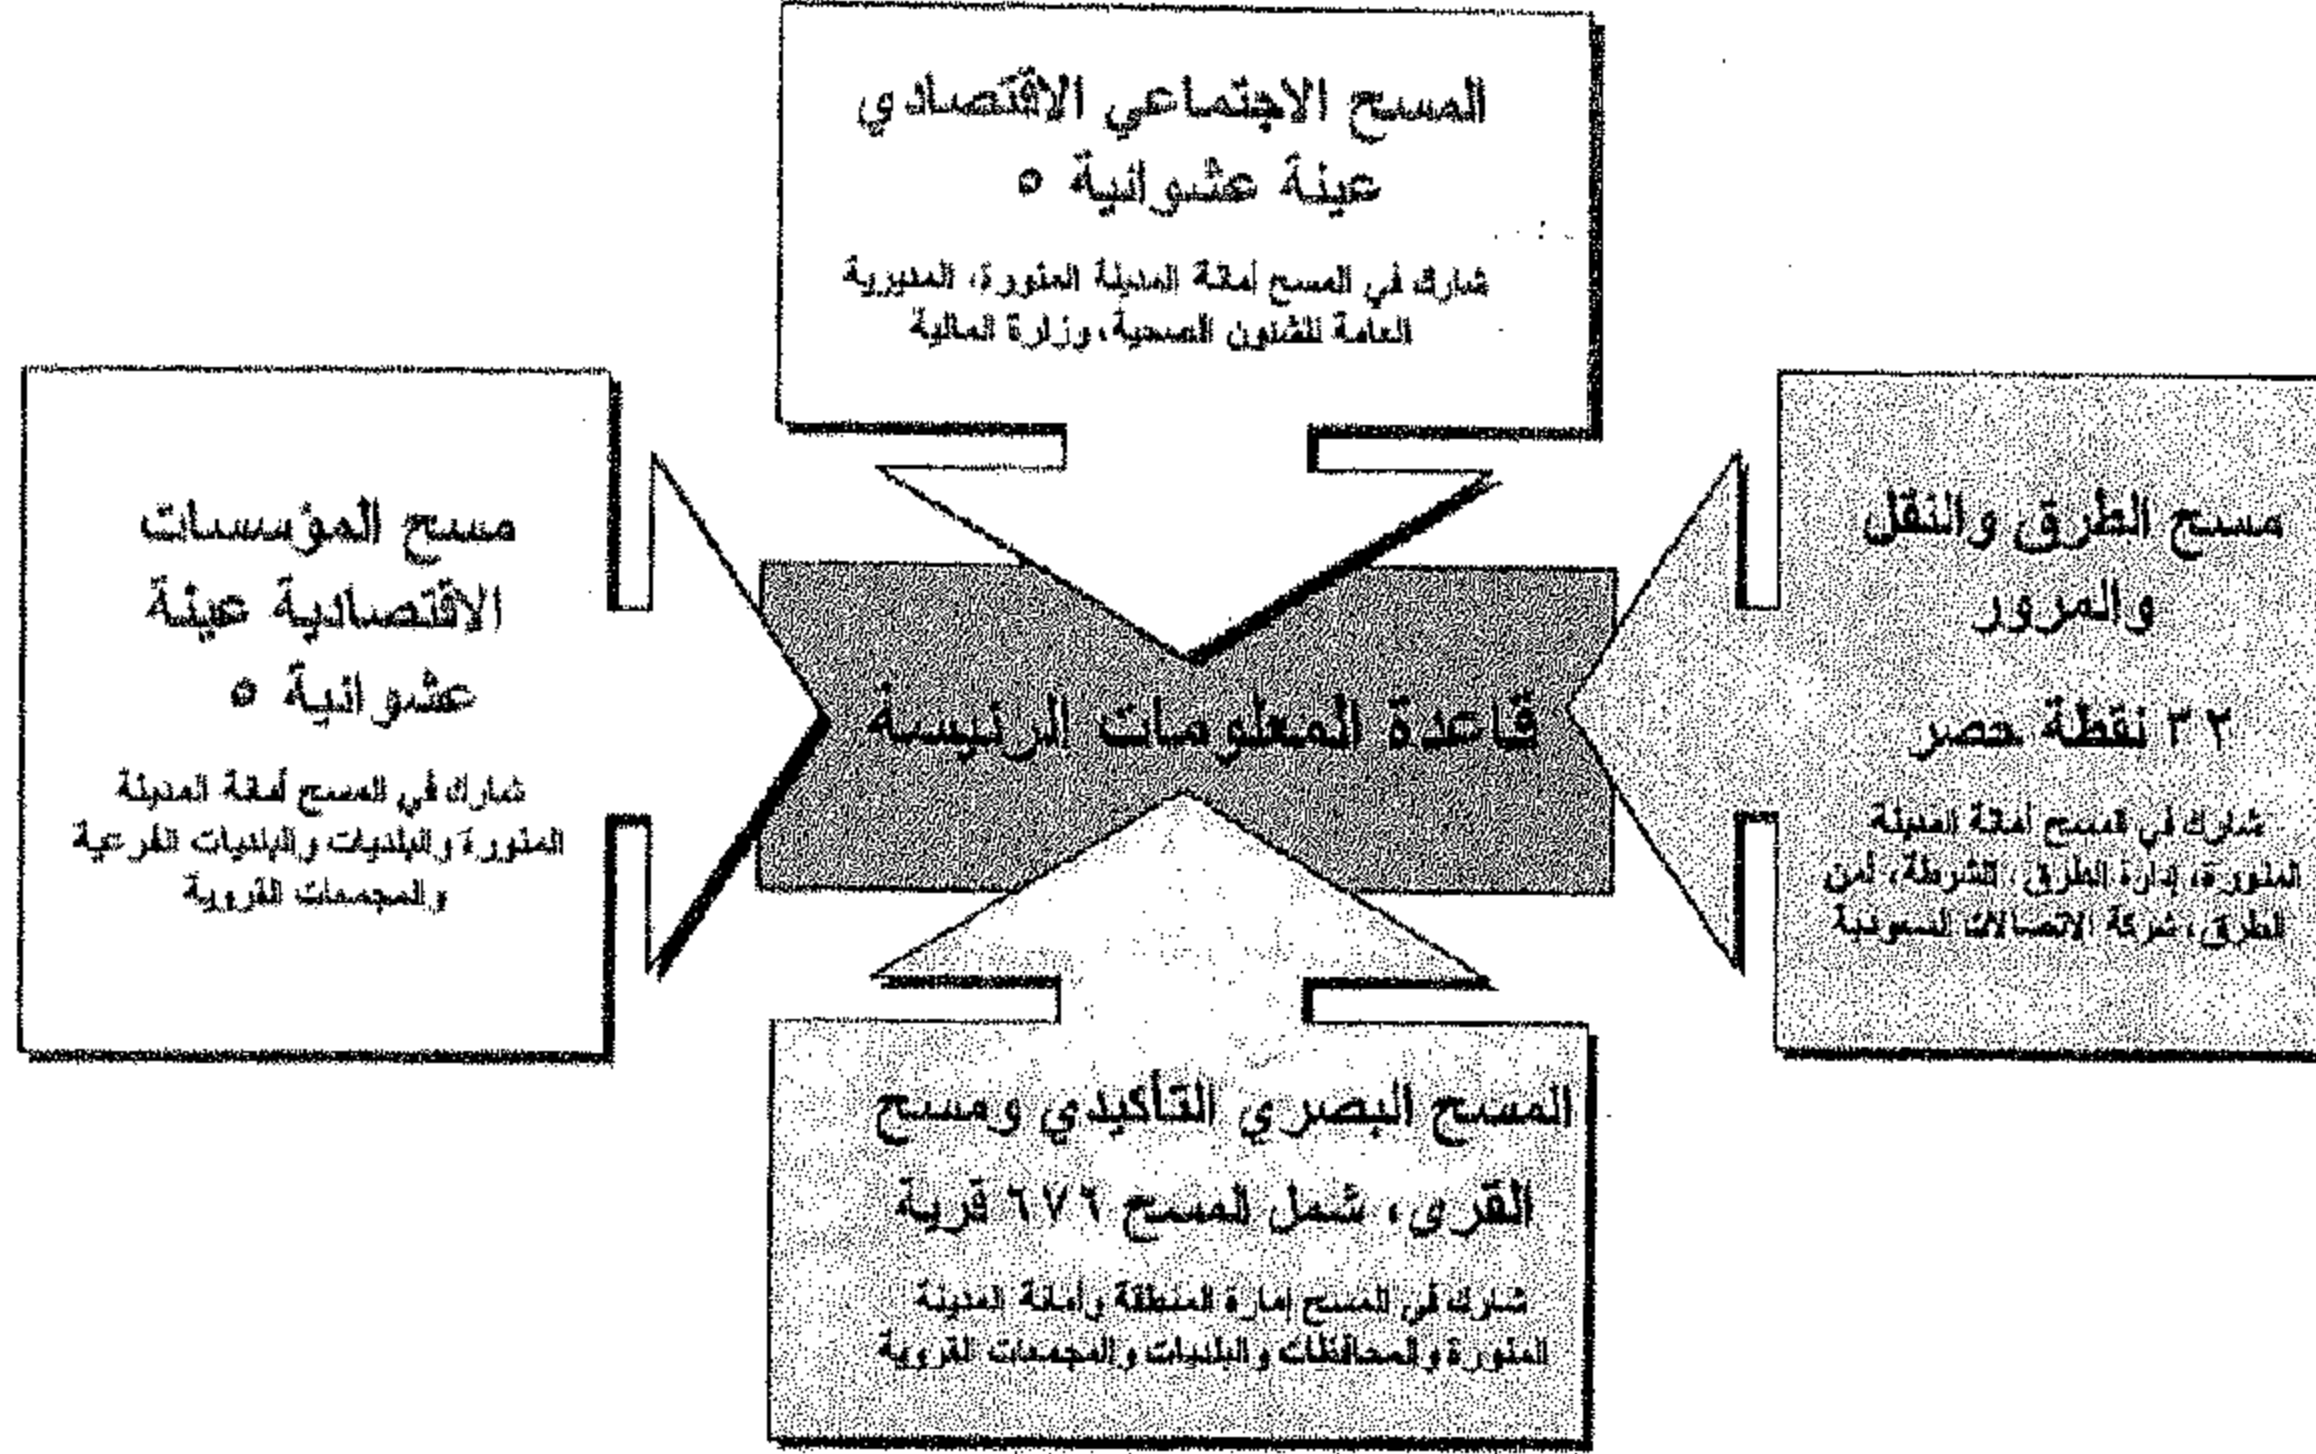 المسح الاجتماعي الاقتصادي
عينة عشوائية ٥
شارك في المسح أمانة المدينة المنورة، المديرية
العامة للشئون الصحية، وزارة المالية
مسح الطرق والنقل
والمرور
٣٢ نقطة حصر
شارك في المسح أمانة المدينة
المنورة، إدارة الطرق، الشرطة، أمن
الطرق، شركة الاتصالات السعودية
قاعدة المعلومات الرئيسة
مسح المؤسسات
الاقتصادية عينة
عشوائية ٥
شارك في المسح أمانة المدينة
المنورة والبلديات والبلديات الفرعية
والمجمعات القروية
المسح البصري التأكيدي ومسح
القرى، شمل المسح ٦٧٦ قرية
شارك في المسح إمارة المنطقة وأمانة المدينة
المنورة والمحافظات والبلديات والمجمعات القروية